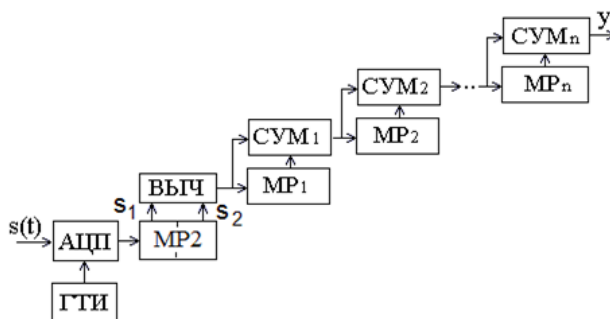 y
СУМn
СУМ2
МРn
СУМ1
МР2
ВЫЧ
МР1
s1
s2
s(t)
АЦП
МР2
ГТИ